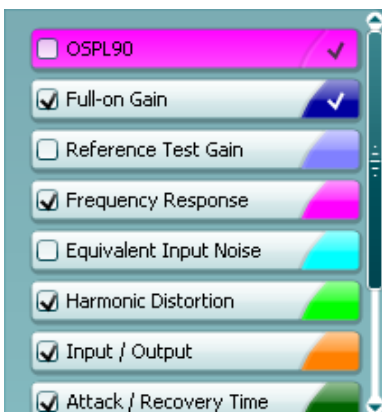 OSPL90
Full-on Gain
Reference Test Gain
Frequency Response
Equivalent Input Noise
Harmonic Distortion
Input / Output
Attack / Recovery Time